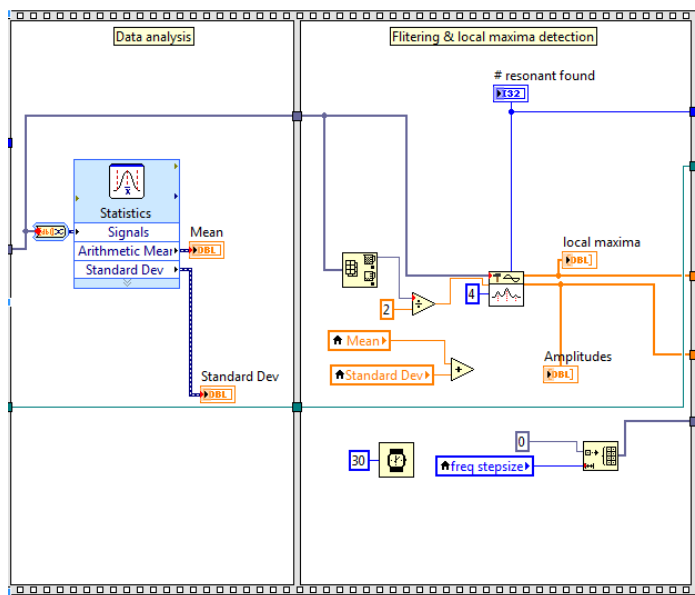 Data analysis
Flitering & local maxima detection
# resonant found
I32
Statistics
Signals
Arithmetic Mear
Standard Dev
Mean
DBL
Standard Dev
DBL
local maxima
DBL]
2
4
Mean
Standard Dev
Amplitudes
DBL]
30
0
freq stepsize